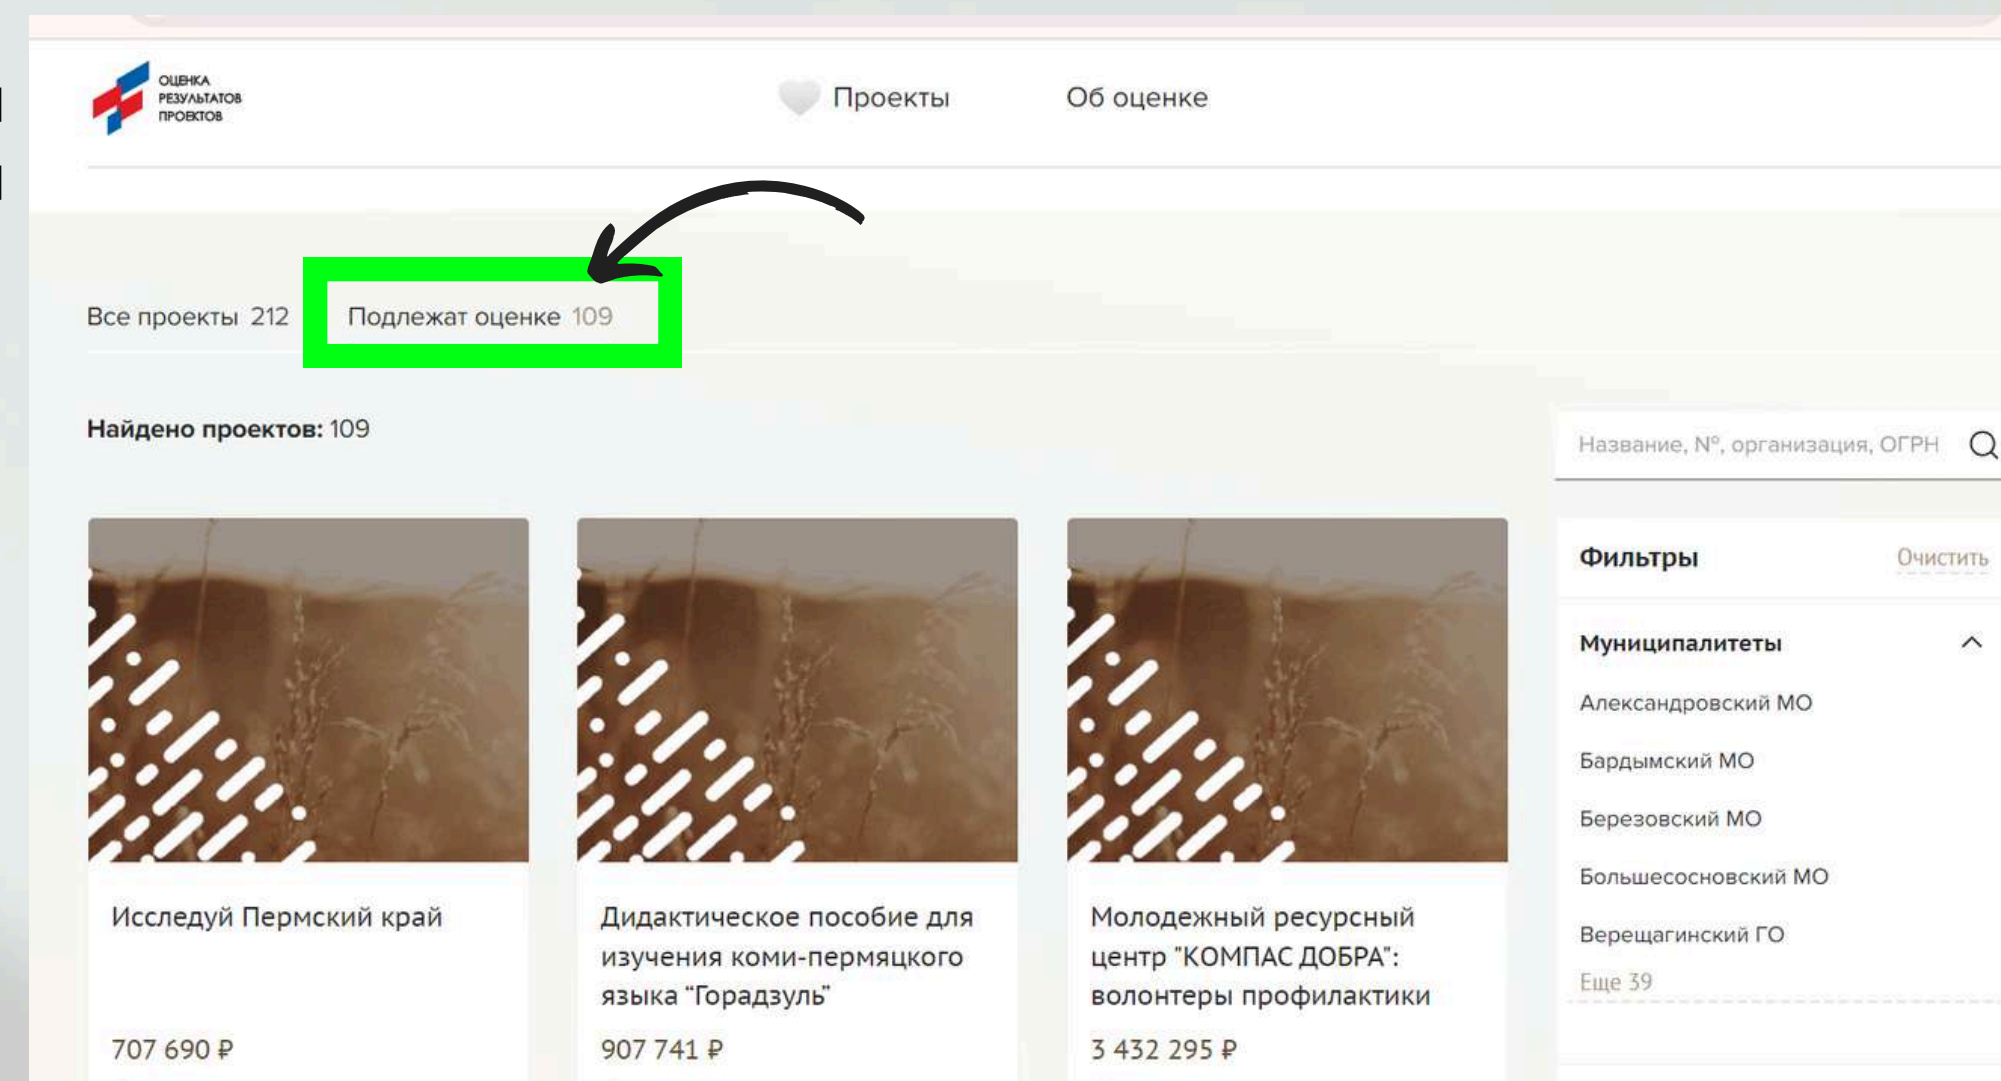 ОЦЕНКА
РЕЗУЛЬТАТОВ
ПРОЕКТОВ
Проекты
Об оценке
Все проекты 212
Подлежат оценке 109
Найдено проектов: 109
Название, №, организация, ОГРН
Фильтры
Очистить
Муниципалитеты
Александровский МО
Бардымский МО
Березовский МО
Большесосновский МО
Верещагинский ГО
Еще 39
Исследуй Пермский край
707 690 ₽
Дидактическое пособие для
изучения коми-пермяцкого
языка “Горадзуль”
907 741 ₽
Молодежный ресурсный
центр "КОМПАС ДОБРА":
волонтеры профилактики
3 432 295 ₽